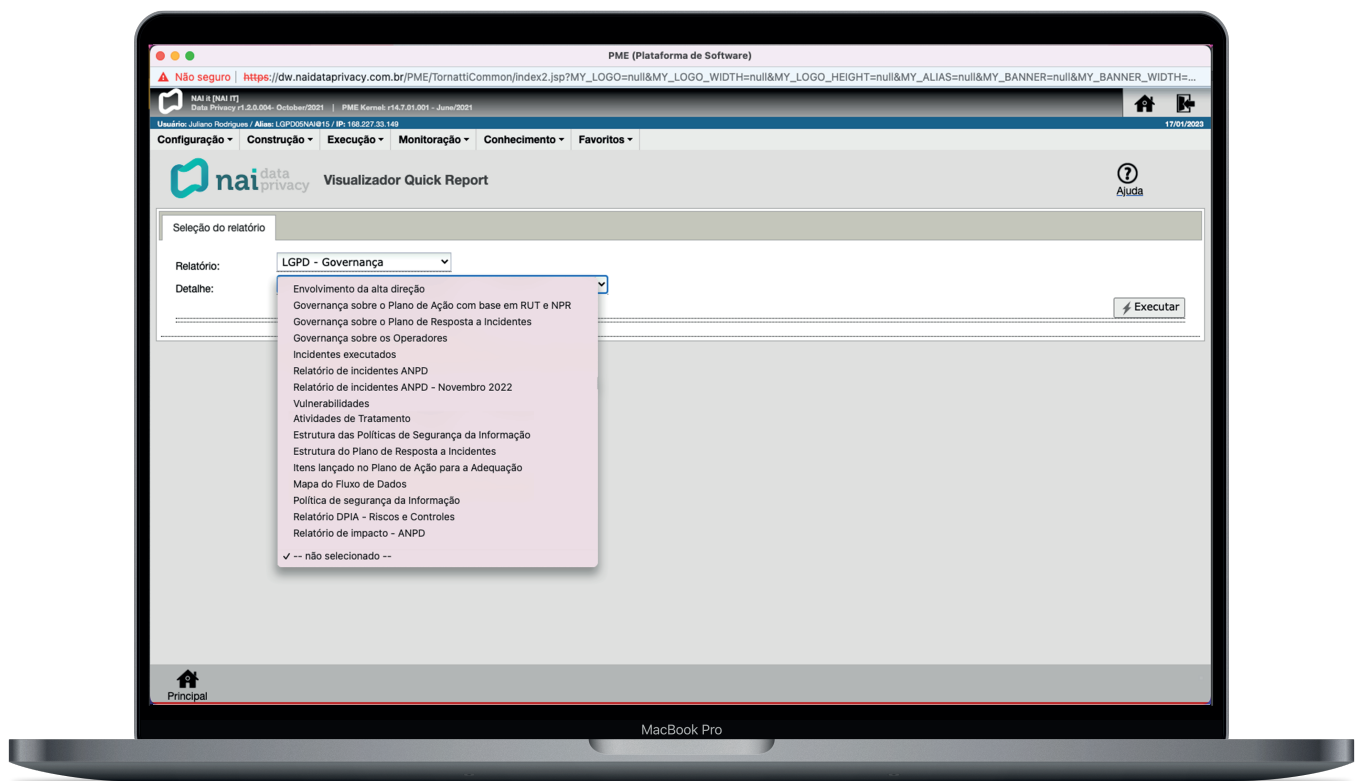 PME (Plataforma de Software)
Não seguro | https://dw.naidataprivacy.com.br/PME/TornattiCommon/index2.jsp?MY_LOGO=null&MY_LOGO_WIDTH=null&MY_LOGO_HEIGHT=null&MY_ALIAS=null&MY_BANNER=null&MY_BANNER_WIDTH=...
NAI it [NAI IT]
Data Privacy r1.2.0.004- October/2021 | PME Kernel: r14.7.01.001 - June/2021
Usuário: Juliano Rodrigues / Alias: LGPD05NAI@15 / IP: 168.227.33.149 17/01/2023
Configuração Construção Execução Monitoração Conhecimento Favoritos
nai data privacy Visualizador Quick Report
Ajuda
Seleção do relatório
Relatório: LGPD - Governança
Detalhe:
Envolvimento da alta direção
Governança sobre o Plano de Ação com base em RUT e NPR
Executar
Governança sobre o Plano de Resposta a Incidentes
Governança sobre os Operadores
Incidentes executados
Relatório de incidentes ANPD
Relatório de incidentes ANPD - Novembro 2022
Vulnerabilidades
Atividades de Tratamento
Estrutura das Políticas de Segurança da Informação
Estrutura do Plano de Resposta a Incidentes
Itens lançado no Plano de Ação para a Adequação
Mapa do Fluxo de Dados
Política de segurança da Informação
Relatório DPIA - Riscos e Controles
Relatório de impacto - ANPD
✓ -- não selecionado --
Principal
MacBook Pro